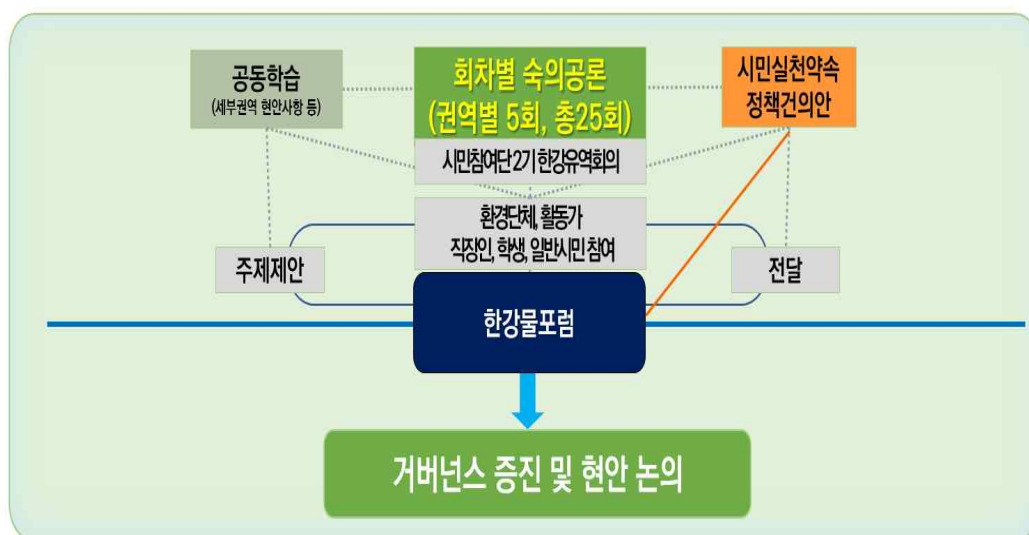 공동학습
(세부권역 현안사항 등)
회차별 숙의공론
(권역별 5회, 총25회)
시민실천약속
정책건의안
시민참여단 2기 한강유역회의
환경단체, 활동가
직장인, 학생, 일반시민 참여
주제제안
전달
한강물포럼
거버넌스 증진 및 현안 논의